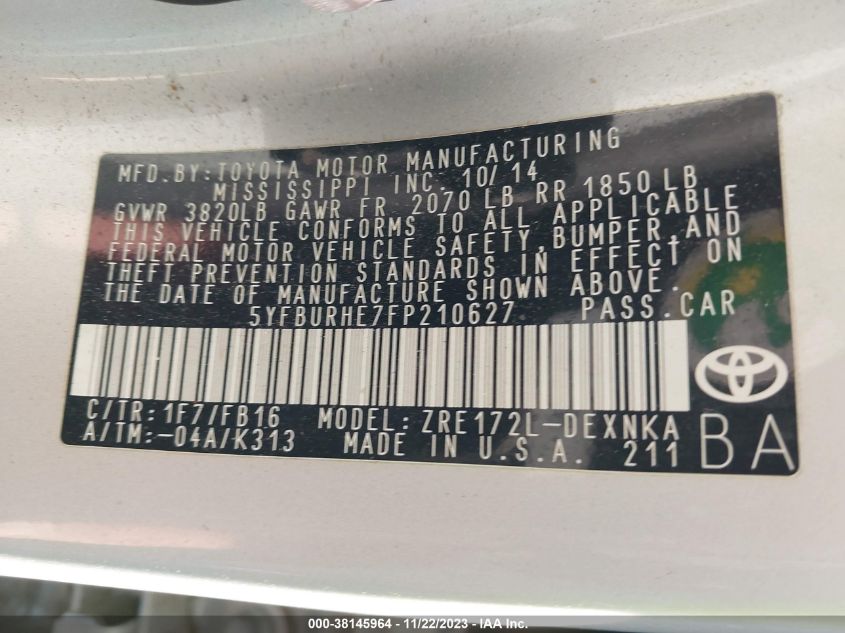 MFD.BY:TOYOTA MOTOR MANUFACTURING
MISSISSIPPI INC. 10/14
GVWR 3820LB GAWR FR 2070 LB RR 1850LB
THIS VEHICLE CONFORMS TO ALL APPLICABLE
FEDERAL MOTOR VEHICLE SAFETY,BUMPER,AND
THEFT PREVENTION STANDARDS IN EFFECT ON
THE DATE OF MANUFACTURE SHOWN ABOVE.
5YFBURHE7FP210627 PASS.CAR
C/TR:1F7/FB16 MODEL:ZRE172L-DEXNKA
A/TM:-04A/K313 MADE IN U.S.A. 211
BA
000-38145964 - 11/22/2023 - IAA Inc.